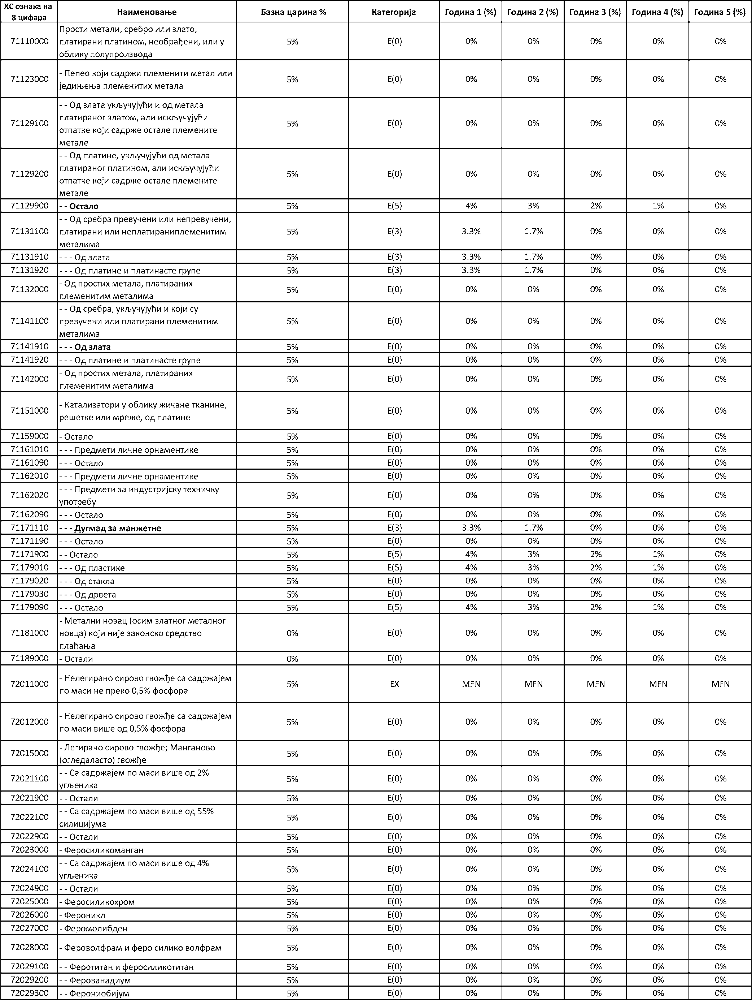 ХС ознака на 8 цифара Наименовање Базна царина % Категорија Година 1 (%) Година 2 (%) Година 3 (%) Година 4 (%) Година 5 (%)
71110000 Прости метали, сребро или злато, платирани платином, необрађени, или у облику полупроизвода 5% E(0) 0% 0% 0% 0% 0%
71123000 - Пепео који садржи племенити метал или једињења племенитих метала 5% E(0) 0% 0% 0% 0% 0%
71129100 - - Од злата укључујући и од метала платираног златом, али искључујући отпатке који садрже остале племените метале 5% E(0) 0% 0% 0% 0% 0%
71129200 - - Од платине, укључујући од метала платираног платином, али искључујући отпатке који садрже остале племените метале 5% E(0) 0% 0% 0% 0% 0%
71129900 - - Остало 5% E(5) 4% 3% 2% 1% 0%
71131100 - - Од сребра превучени или непревучени, платирани или неплатираниплеменитим металима 5% E(3) 3.3% 1.7% 0% 0% 0%
71131910 - - - Од злата 5% E(3) 3.3% 1.7% 0% 0% 0%
71131920 - - - Од платине и платинасте групе 5% E(3) 3.3% 1.7% 0% 0% 0%
71132000 - Од простих метала, платираних племенитим металима 5% E(0) 0% 0% 0% 0% 0%
71141100 - - Од сребра, укључујући и који су превучени или платирани племенитим металима 5% E(0) 0% 0% 0% 0% 0%
71141910 - - - Од злата 5% E(0) 0% 0% 0% 0% 0%
71141920 - - - Од платине и платинасте групе 5% E(0) 0% 0% 0% 0% 0%
71142000 - Од простих метала, платираних племенитим металима 5% E(0) 0% 0% 0% 0% 0%
71151000 - Катализатори у облику жичане тканине, решетке или мреже, од платине 5% E(0) 0% 0% 0% 0% 0%
71159000 - Остало 5% E(0) 0% 0% 0% 0% 0%
71161010 - - - Предмети личне орнаментике 5% E(0) 0% 0% 0% 0% 0%
71161090 - - - Остало 5% E(0) 0% 0% 0% 0% 0%
71162010 - - - Предмети личне орнаментике 5% E(0) 0% 0% 0% 0% 0%
71162020 - - - Предмети за индустријску техничку употребу 5% E(0) 0% 0% 0% 0% 0%
71162090 - - - Остало 5% E(0) 0% 0% 0% 0% 0%
71171110 - - - Дугмад за манжетне 5% E(3) 3.3% 1.7% 0% 0% 0%
71171190 - - - Остало 5% E(0) 0% 0% 0% 0% 0%
71171900 - - Остало 5% E(5) 4% 3% 2% 1% 0%
71179010 - - - Од пластике 5% E(5) 4% 3% 2% 1% 0%
71179020 - - - Од стакла 5% E(0) 0% 0% 0% 0% 0%
71179030 - - - Од дрвета 5% E(0) 0% 0% 0% 0% 0%
71179090 - - - Остало 5% E(5) 4% 3% 2% 1% 0%
71181000 - Метални новац (осим златног металног новца) који није законско средство плаћања 0% E(0) 0% 0% 0% 0% 0%
71189000 - Остали 0% E(0) 0% 0% 0% 0% 0%
72011000 - Нелегирано сирово гвожђе са садржајем по маси не преко 0,5% фосфора 5% EX MFN MFN MFN MFN MFN
72012000 - Нелегирано сирово гвожђе са садржајем по маси више од 0,5% фосфора 5% E(0) 0% 0% 0% 0% 0%
72015000 - Легирано сирово гвожђе; Манганово (огледаласто) гвожђе 5% E(0) 0% 0% 0% 0% 0%
72021100 - - Са садржајем по маси више од 2% угљеника 5% E(0) 0% 0% 0% 0% 0%
72021900 - - Остали 5% E(0) 0% 0% 0% 0% 0%
72022100 - - Са садржајем по маси више од 55% силицијума 5% E(0) 0% 0% 0% 0% 0%
72022900 - - Остали 5% E(0) 0% 0% 0% 0% 0%
72023000 - Феросиликоманган 5% E(0) 0% 0% 0% 0% 0%
72024100 - - Са садржајем по маси више од 4% угљеника 5% E(0) 0% 0% 0% 0% 0%
72024900 - - Остали 5% E(0) 0% 0% 0% 0% 0%
72025000 - Феросиликохром 5% E(0) 0% 0% 0% 0% 0%
72026000 - Фероникл 5% E(0) 0% 0% 0% 0% 0%
72027000 - Феромолибден 5% E(0) 0% 0% 0% 0% 0%
72028000 - Фероволфрам и феро силико волфрам 5% E(0) 0% 0% 0% 0% 0%
72029100 - - Феротитан и феросиликотитан 5% E(0) 0% 0% 0% 0% 0%
72029200 - - Ферованадиум 5% E(0) 0% 0% 0% 0% 0%
72029300 - - Ферониобијум 5% E(0) 0% 0% 0% 0% 0%